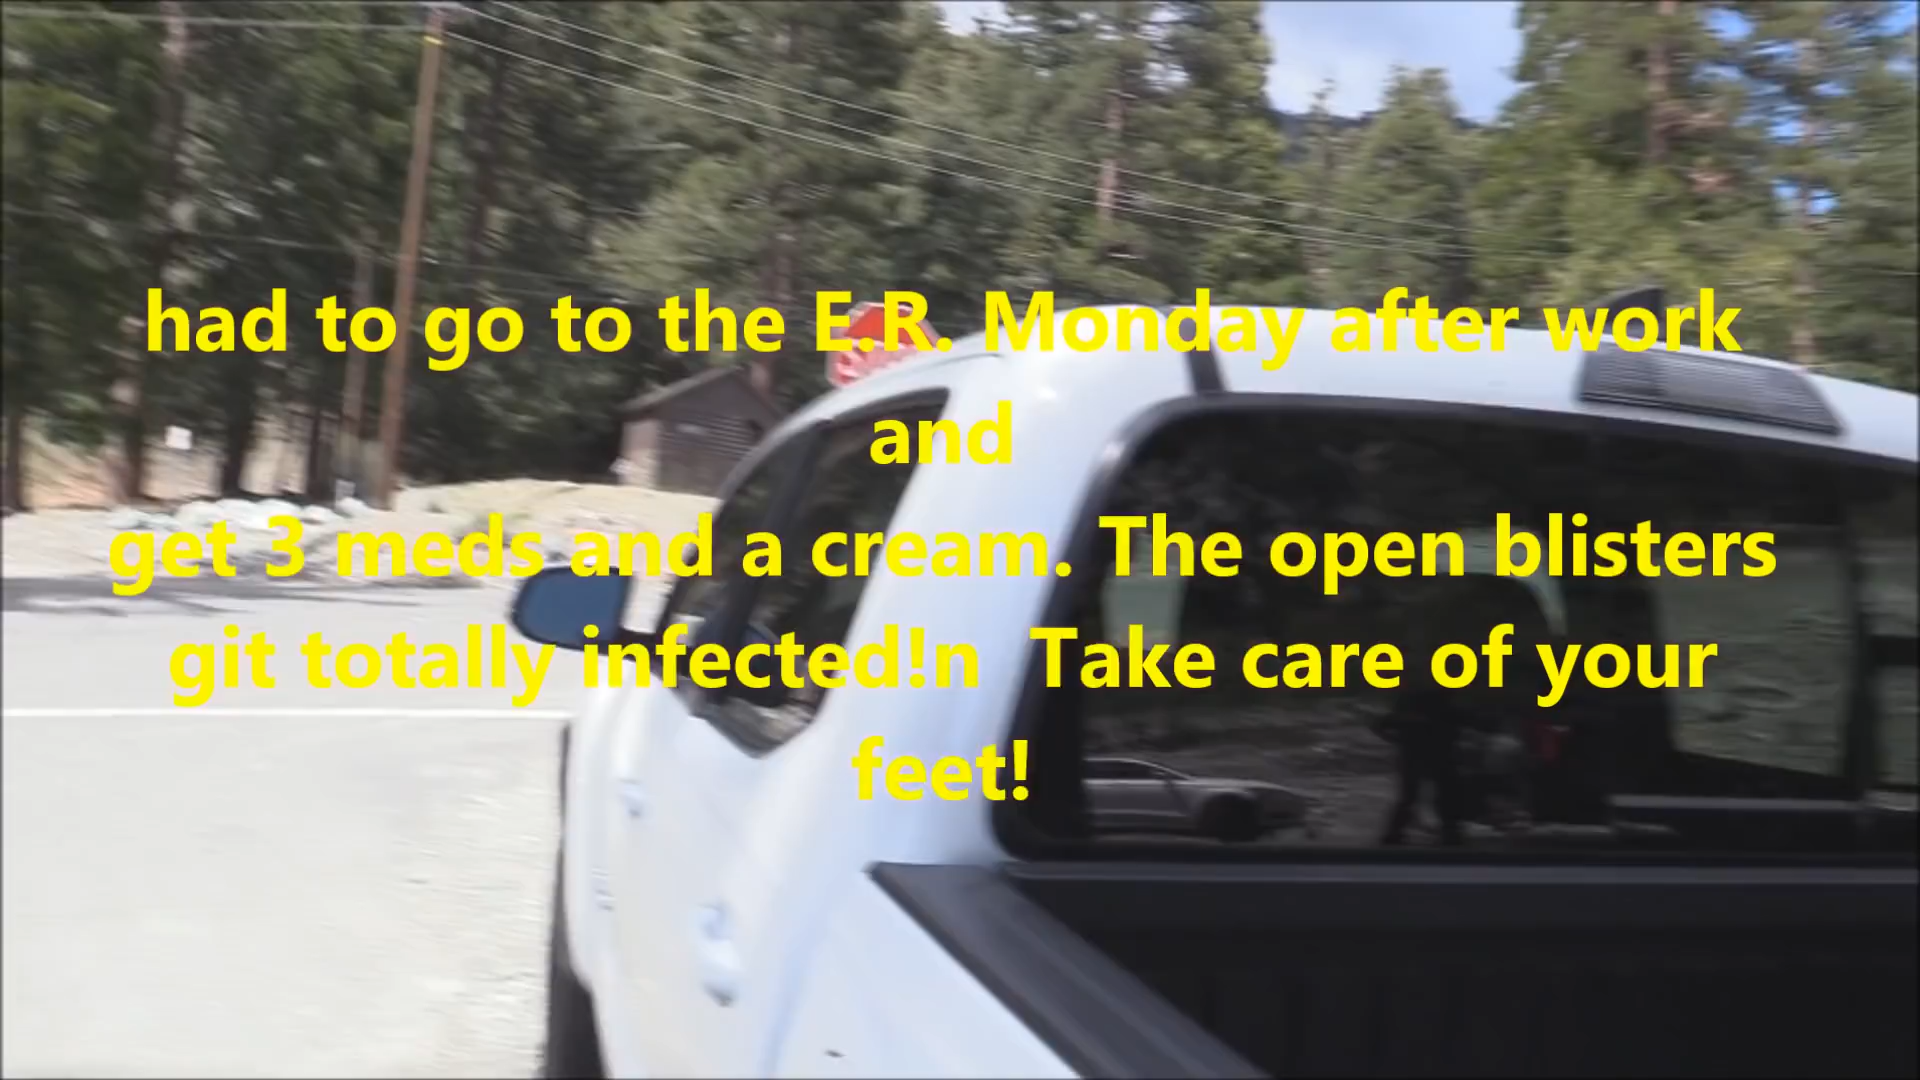 had to go to the E.R. Monday after work
and
get 3 meds and a cream. The open blisters
git totally infected!n  Take care of your
feet!